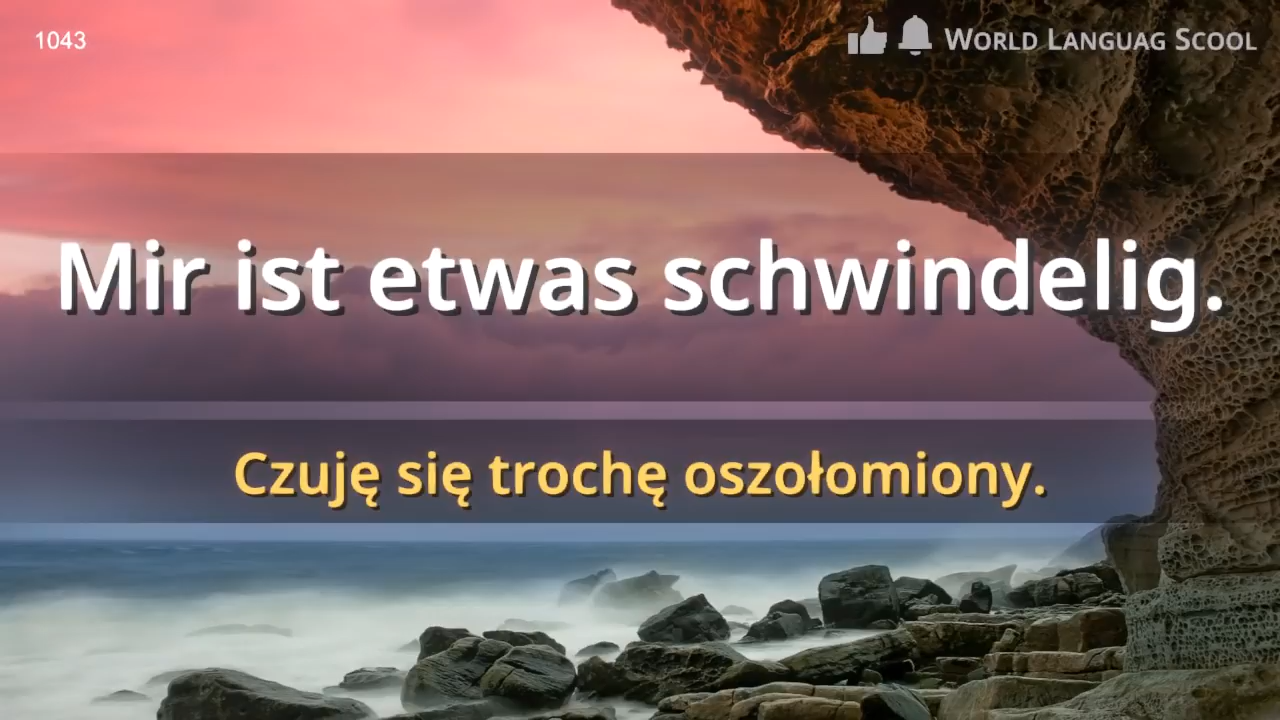 1043
World Languag Scool
Mir ist etwas schwindelig.
Czuję się trochę oszołomiony.